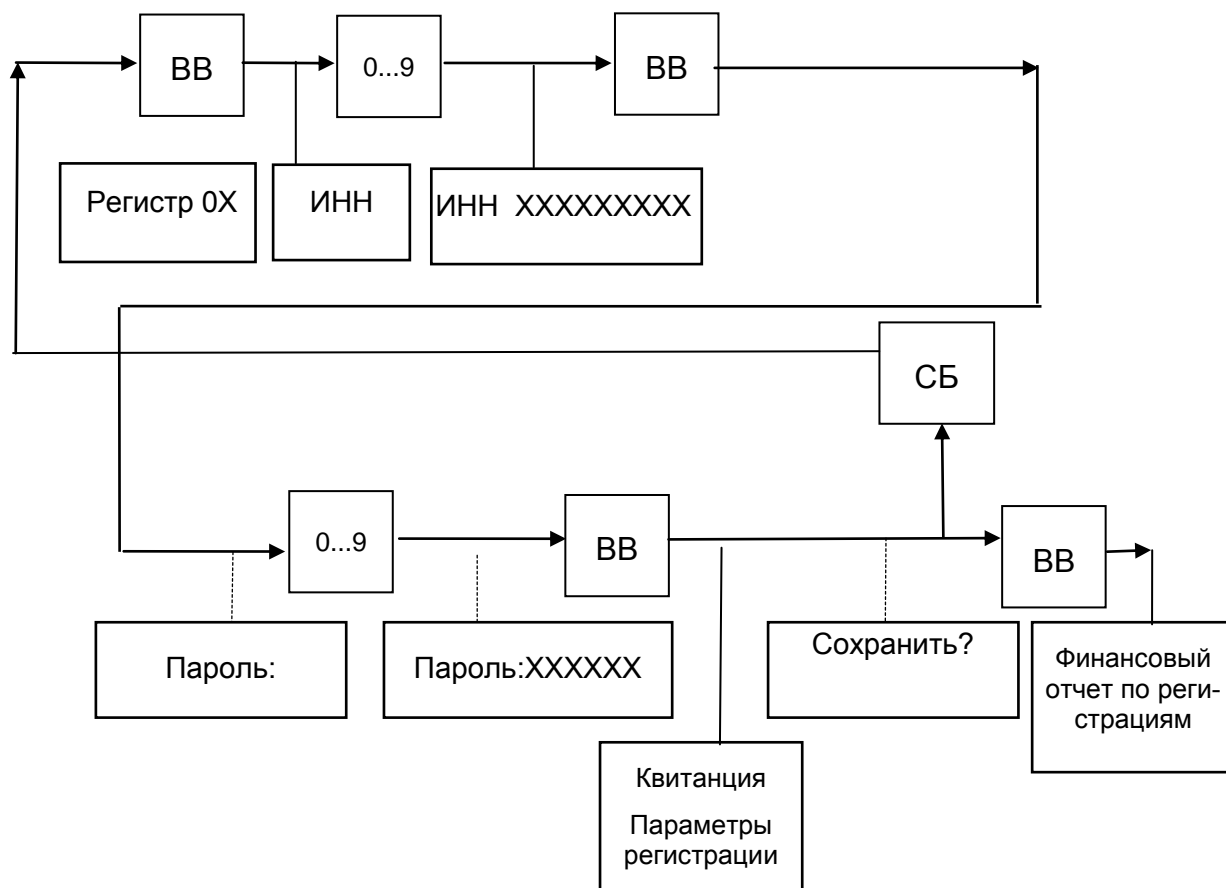 ВВ
0...9
ВВ
Регистр 0Х
ИНН
ИНН XXXXXXXXX
СБ
0...9
ВВ
ВВ
Пароль:
Пароль:XXXXXX
Сохранить?
Финансовый
отчет по реги-
страциям
Квитанция
Параметры
регистрации